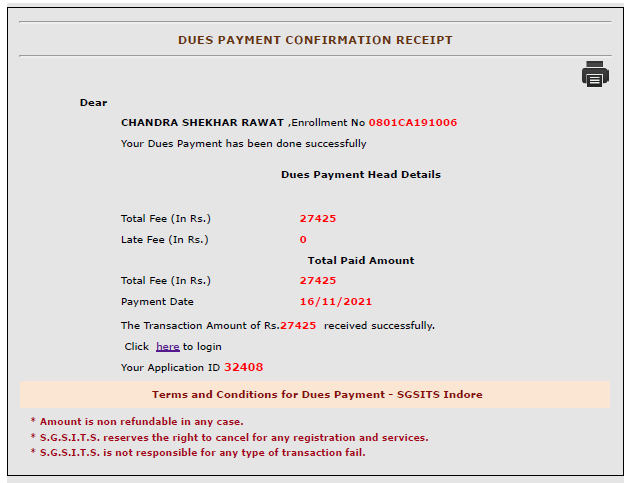 DUES PAYMENT CONFIRMATION RECEIPT
Dear
CHANDRA SHEKHAR RAWAT ,Enrollment No 0801CA191006
Your Dues Payment has been done successfully
Dues Payment Head Details
Total Fee (In Rs.) 27425
Late Fee (In Rs.) 0
Total Paid Amount
Total Fee (In Rs.) 27425
Payment Date 16/11/2021
The Transaction Amount of Rs.27425 received successfully.
Click here to login
Your Application ID 32408
Terms and Conditions for Dues Payment - SGSITS Indore
* Amount is non refundable in any case.
* S.G.S.I.T.S. reserves the right to cancel for any registration and services.
* S.G.S.I.T.S. is not responsible for any type of transaction fail.